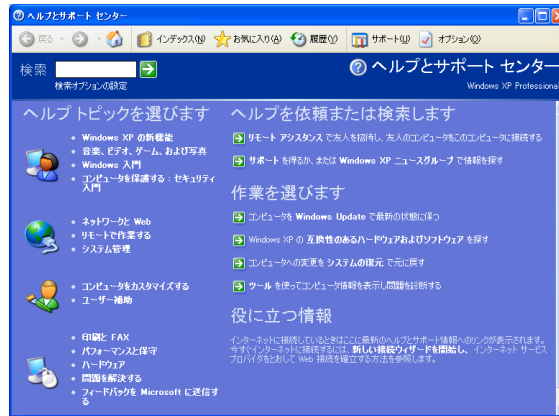 ヘルプとサポート センター
戻る
インデックス(N)
お気に入り(A)
履歴(Y)
サポート(U)
オプション(O)
検索
検索オプションの設定
ヘルプとサポート センター
Windows XP Professional
ヘルプ トピックを選びます
Windows XP の新機能
音楽、ビデオ、ゲーム、および写真
Windows 入門
コンピュータを保護する : セキュリティ
入門
ネットワークと Web
リモートで作業する
システム管理
コンピュータをカスタマイズする
ユーザー補助
印刷と FAX
パフォーマンスと保守
ハードウェア
問題を解決する
フィードバックを Microsoft に送信す
る
ヘルプを依頼または検索します
リモート アシスタンス で友人を招待し、友人のコンピュータをこのコンピュータに接続する
サポート を得るか、または Windows XP ニュースグループ で情報を探す
作業を選びます
コンピュータを Windows Update で最新の状態に保つ
Windows XP の 互換性のあるハードウェアおよびソフトウェア を探す
コンピュータへの変更を システムの復元 で元に戻す
ツール を使ってコンピュータ情報を表示し問題を診断する
役に立つ情報
インターネットに接続しているときはここに最新のヘルプとサポート情報へのリンクが表示されます。
今すぐインターネットに接続するには、新しい接続ウィザードを開始し、インターネット サービス
プロバイダをとおして Web 接続を確立する方法を参照します。